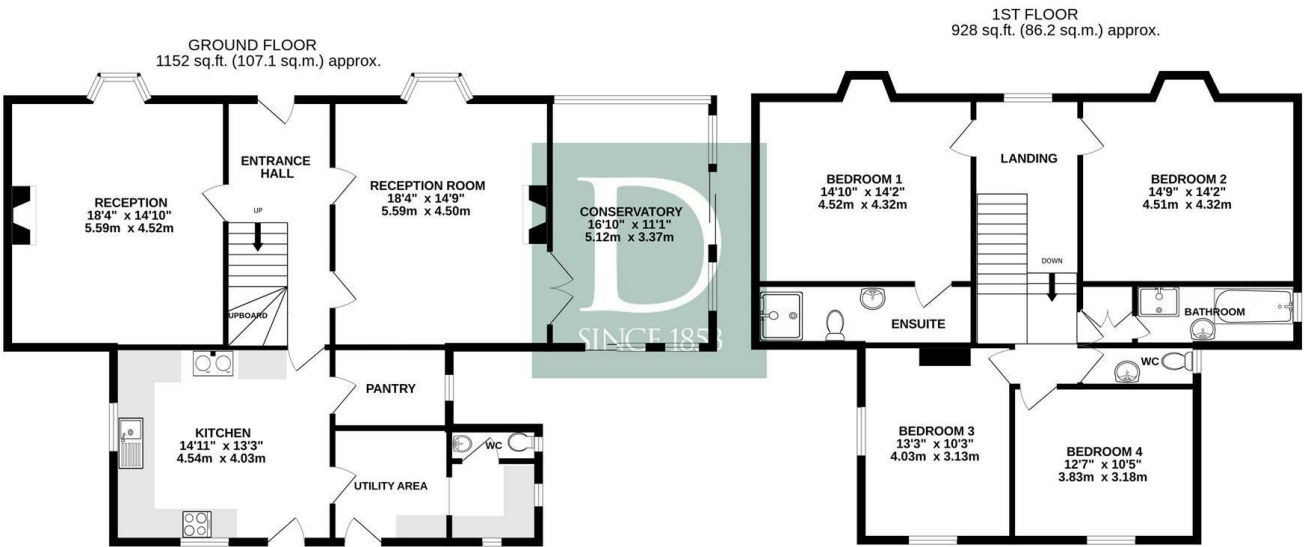 GROUND FLOOR
1152 sq.ft. (107.1 sq.m.) approx.
RECEPTION
18'4" x 14'10"
5.59m x 4.52m
ENTRANCE
HALL
UP
UPBOARD
RECEPTION ROOM
18'4" x 14'9"
5.59m x 4.50m
CONSERVATORY
16'10" x 11'1"
5.12m x 3.37m
D
SINCE 1858
KITCHEN
14'11" x 13'3"
4.54m x 4.03m
PANTRY
UTILITY AREA
WC
1ST FLOOR
928 sq.ft. (86.2 sq.m.) approx.
BEDROOM 1
14'10" x 14'2"
4.52m x 4.32m
LANDING
DOWN
BEDROOM 2
14'9" x 14'2"
4.51m x 4.32m
ENSUITE
BATHROOM
WC
BEDROOM 3
13'3" x 10'3"
4.03m x 3.13m
BEDROOM 4
12'7" x 10'5"
3.83m x 3.18m